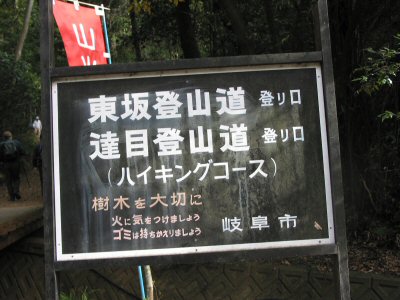 山
東坂登山道 登り口
達目登山道 登り口
(ハイキングコース)
樹木を大切に
火に気をつけましょう
ゴミは持ちかえりましょう
岐阜市